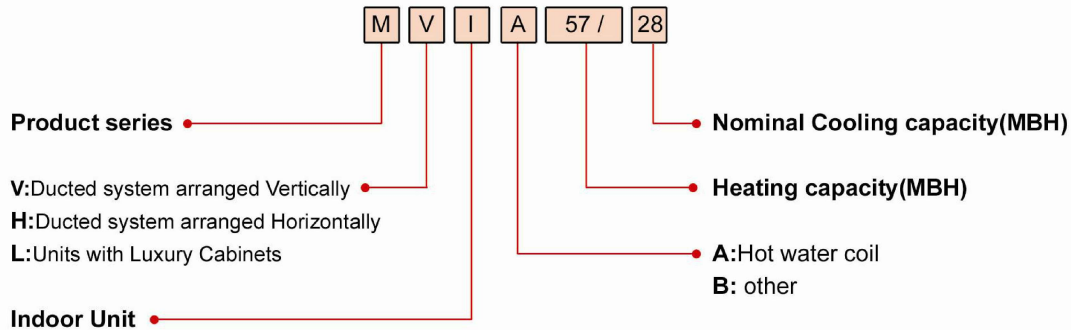 M V I A 57 / 28
Product series
Nominal Cooling capacity(MBH)
V:Ducted system arranged Vertically
Heating capacity(MBH)
H:Ducted system arranged Horizontally
L:Units with Luxury Cabinets
A:Hot water coil
B: other
Indoor Unit